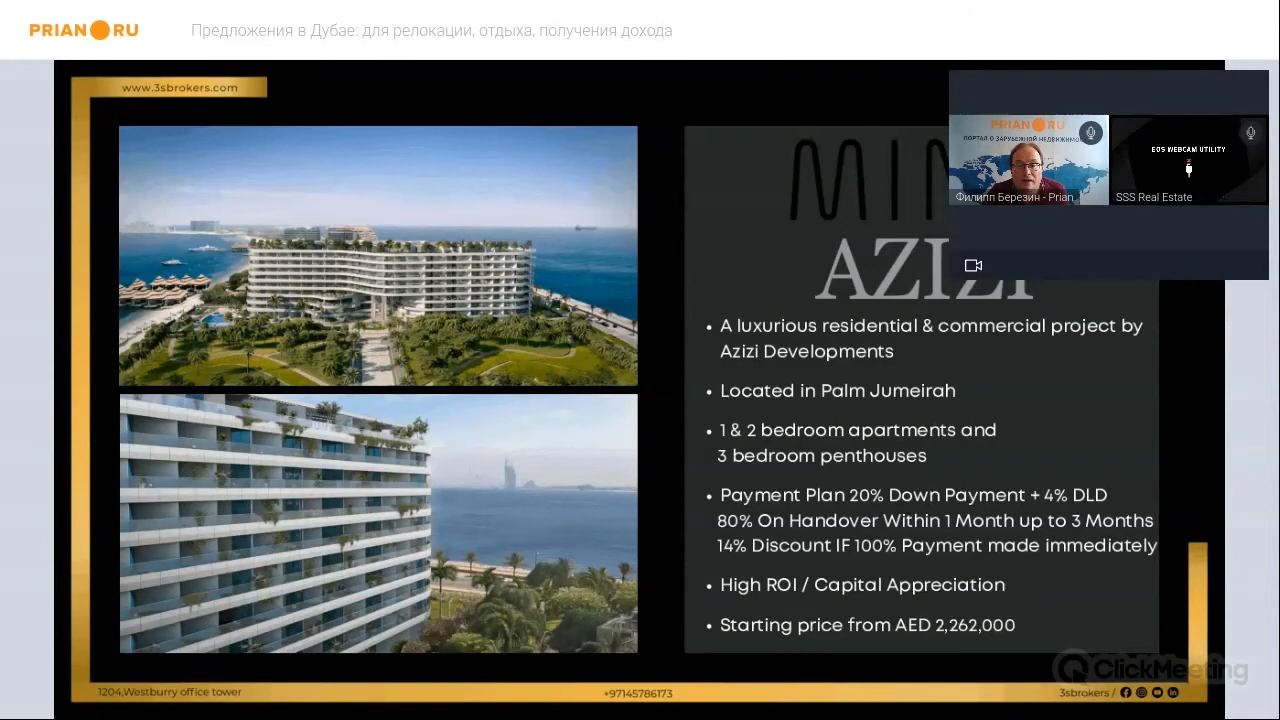 PRIAN RU
Предложения в Дубае: для релокации, отдыха, получения дохода
www.3sbrokers.com
PRIAN RU
EOS WEBCAM UTILITY
Филипп Березин - Prian
SSS Real Estate
AZIZI
• A luxurious residential & commercial project by
Azizi Developments
• Located in Palm Jumeirah
• 1 & 2 bedroom apartments and
3 bedroom penthouses
• Payment Plan 20% Down Payment + 4% DLD
80% On Handover Within 1 Month up to 3 Months
14% Discount IF 100% Payment made immediately
• High ROI / Capital Appreciation
• Starting price from AED 2,262,000
ClickMeeting
1204,Westburry office tower
+97145786173
3sbrokers /